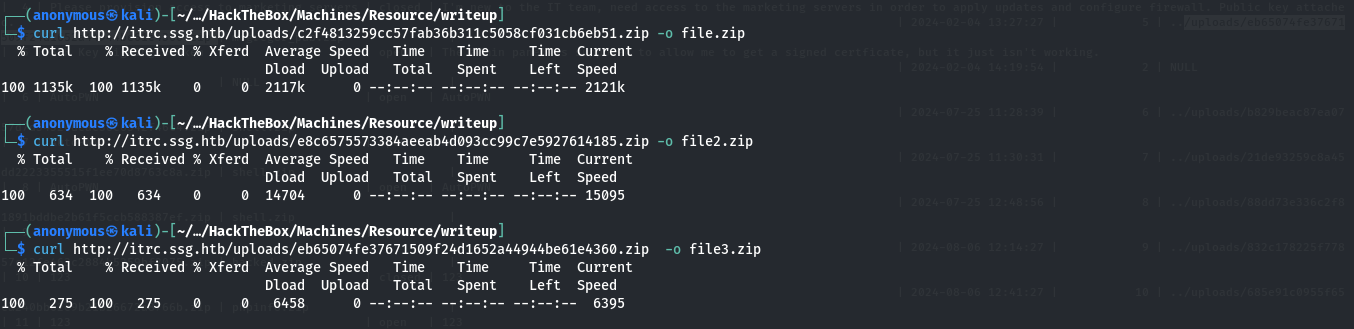 ┌──(anonymous㉿kali)-[~/…/HackTheBox/Machines/Resource/writeup]
└─$ curl http://itrc.ssg.htb/uploads/c2f4813259cc57fab36b311c5058cf031cb6eb51.zip -o file.zip
% Total % Received % Xferd Average Speed Time Time Time Current
Dload Upload Total Spent Left Speed
100 1135k 100 1135k 0 0 2117k 0 --:--:-- --:--:-- --:--:-- 2121k
┌──(anonymous㉿kali)-[~/…/HackTheBox/Machines/Resource/writeup]
└─$ curl http://itrc.ssg.htb/uploads/e8c6575573384aeeab4d093cc99c7e5927614185.zip -o file2.zip
% Total % Received % Xferd Average Speed Time Time Time Current
Dload Upload Total Spent Left Speed
100 634 100 634 0 0 14704 0 --:--:-- --:--:-- --:--:-- 15095
┌──(anonymous㉿kali)-[~/…/HackTheBox/Machines/Resource/writeup]
└─$ curl http://itrc.ssg.htb/uploads/eb65074fe37671509f24d1652a44944be61e4360.zip -o file3.zip
% Total % Received % Xferd Average Speed Time Time Time Current
Dload Upload Total Spent Left Speed
100 275 100 275 0 0 6458 0 --:--:-- --:--:-- --:--:-- 6395